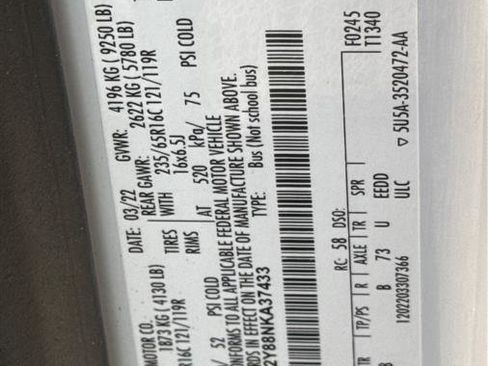 DATE: 03/22 GVWR: 4196 KG ( 9250 LB)
MOTOR CO. REAR GAWR: 2622 KG ( 5780 LB)
1873 KG ( 4130 LB) WITH 235/65R16C 121/119R
R16C 121/119R TIRES 16x6.5J
RIMS AT 520 kPa/ 75 PSI COLD
/ 52 PSI COLD
ONFORMS TO ALL APPLICABLE FEDERAL MOTOR VEHICLE
RDS IN EFFECT ON THE DATE OF MANUFACTURE SHOWN ABOVE.
2Y88NKA37433 TYPE: Bus (Not school bus)
F0245
T1340
RC: 5B DSO:
TR TP/PS R AXLE TR SPR
B B 73 U EEDD
1202203307366 ULC ▽ 5U5A-3520472-AA